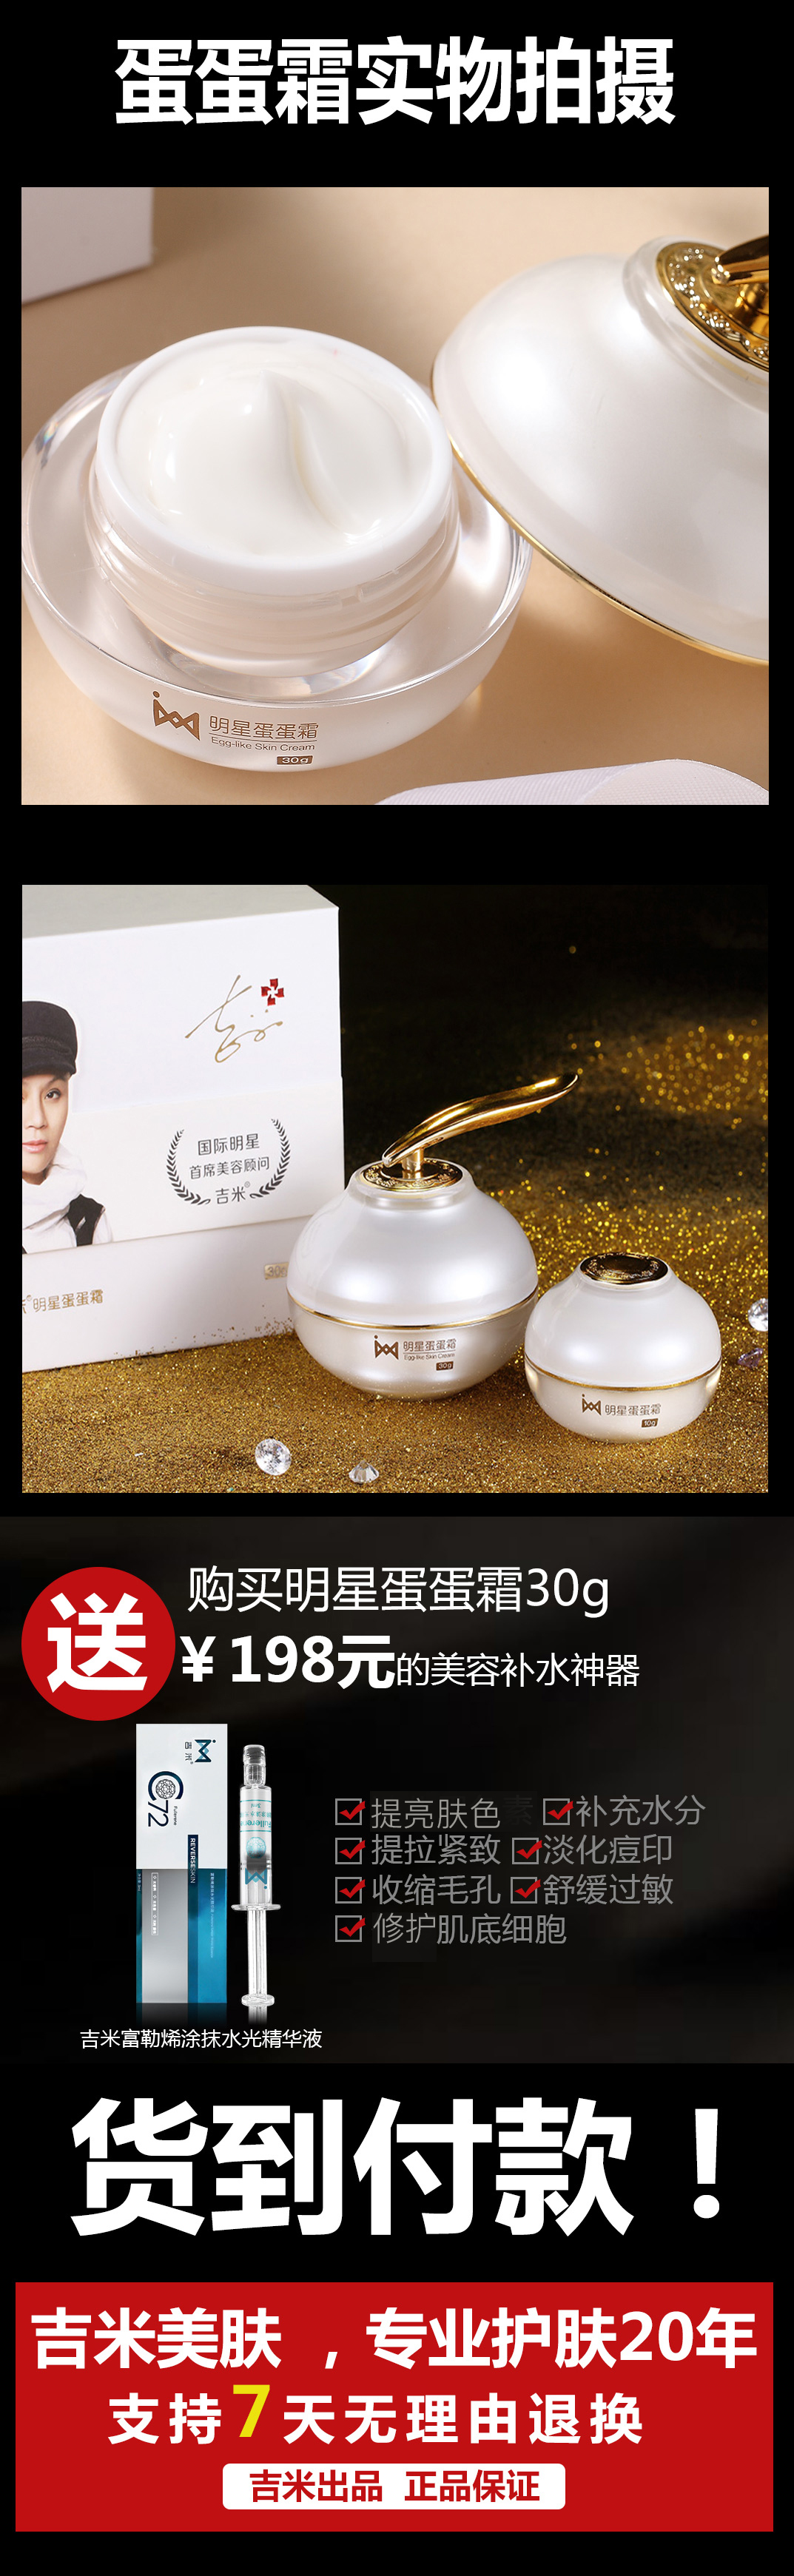 蛋蛋霜实物拍摄
明星蛋蛋霜
Egg-like Skin Cream
30g
国际明星
首席美容顾问
吉米®
30g
®明星蛋蛋霜
明星蛋蛋霜
Egg-like Skin Cream
30g
明星蛋蛋霜
10g
送
购买明星蛋蛋霜30g
¥198元的美容补水神器
吉米®
C72
Fullerene
REVERSESKIN
提亮肤色 补充水分
提拉紧致 淡化痘印
收缩毛孔 舒缓过敏
修护肌底细胞
吉米富勒烯涂抹水光精华液
货到付款！
吉米美肤 ，专业护肤20年
支持7天无理由退换
吉米出品 正品保证